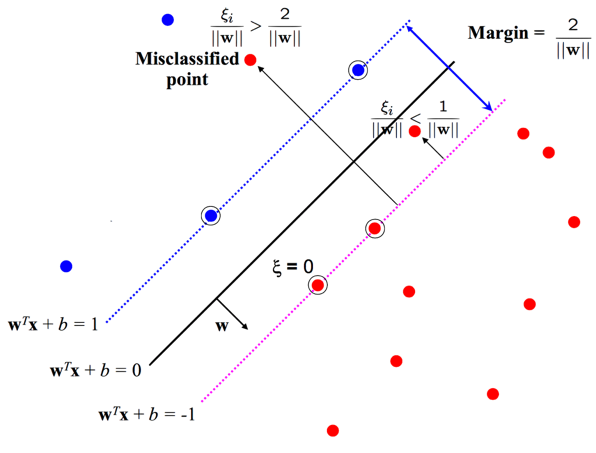 ξᵢ/||w|| > 2/||w||
Margin = 2/||w||
Misclassified
point
ξᵢ/||w|| < 1/||w||
ξ = 0
w
wᵀx + b = 1
wᵀx + b = 0
wᵀx + b = -1